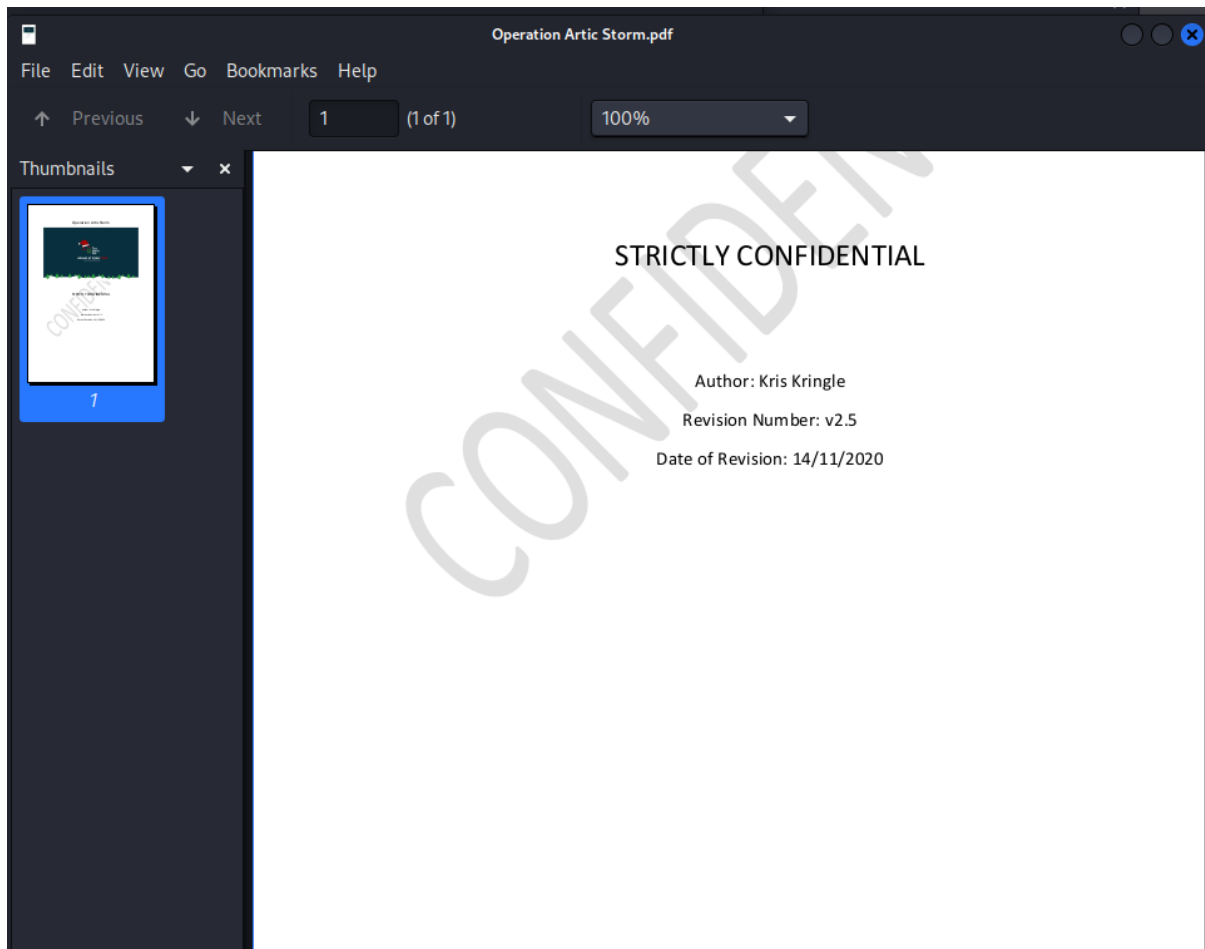 Operation Artic Storm.pdf
File Edit View Go Bookmarks Help
Previous Next 1 (1 of 1) 100%
Thumbnails
1
CONFIDEN
STRICTLY CONFIDENTIAL
Author: Kris Kringle
Revision Number: v2.5
Date of Revision: 14/11/2020